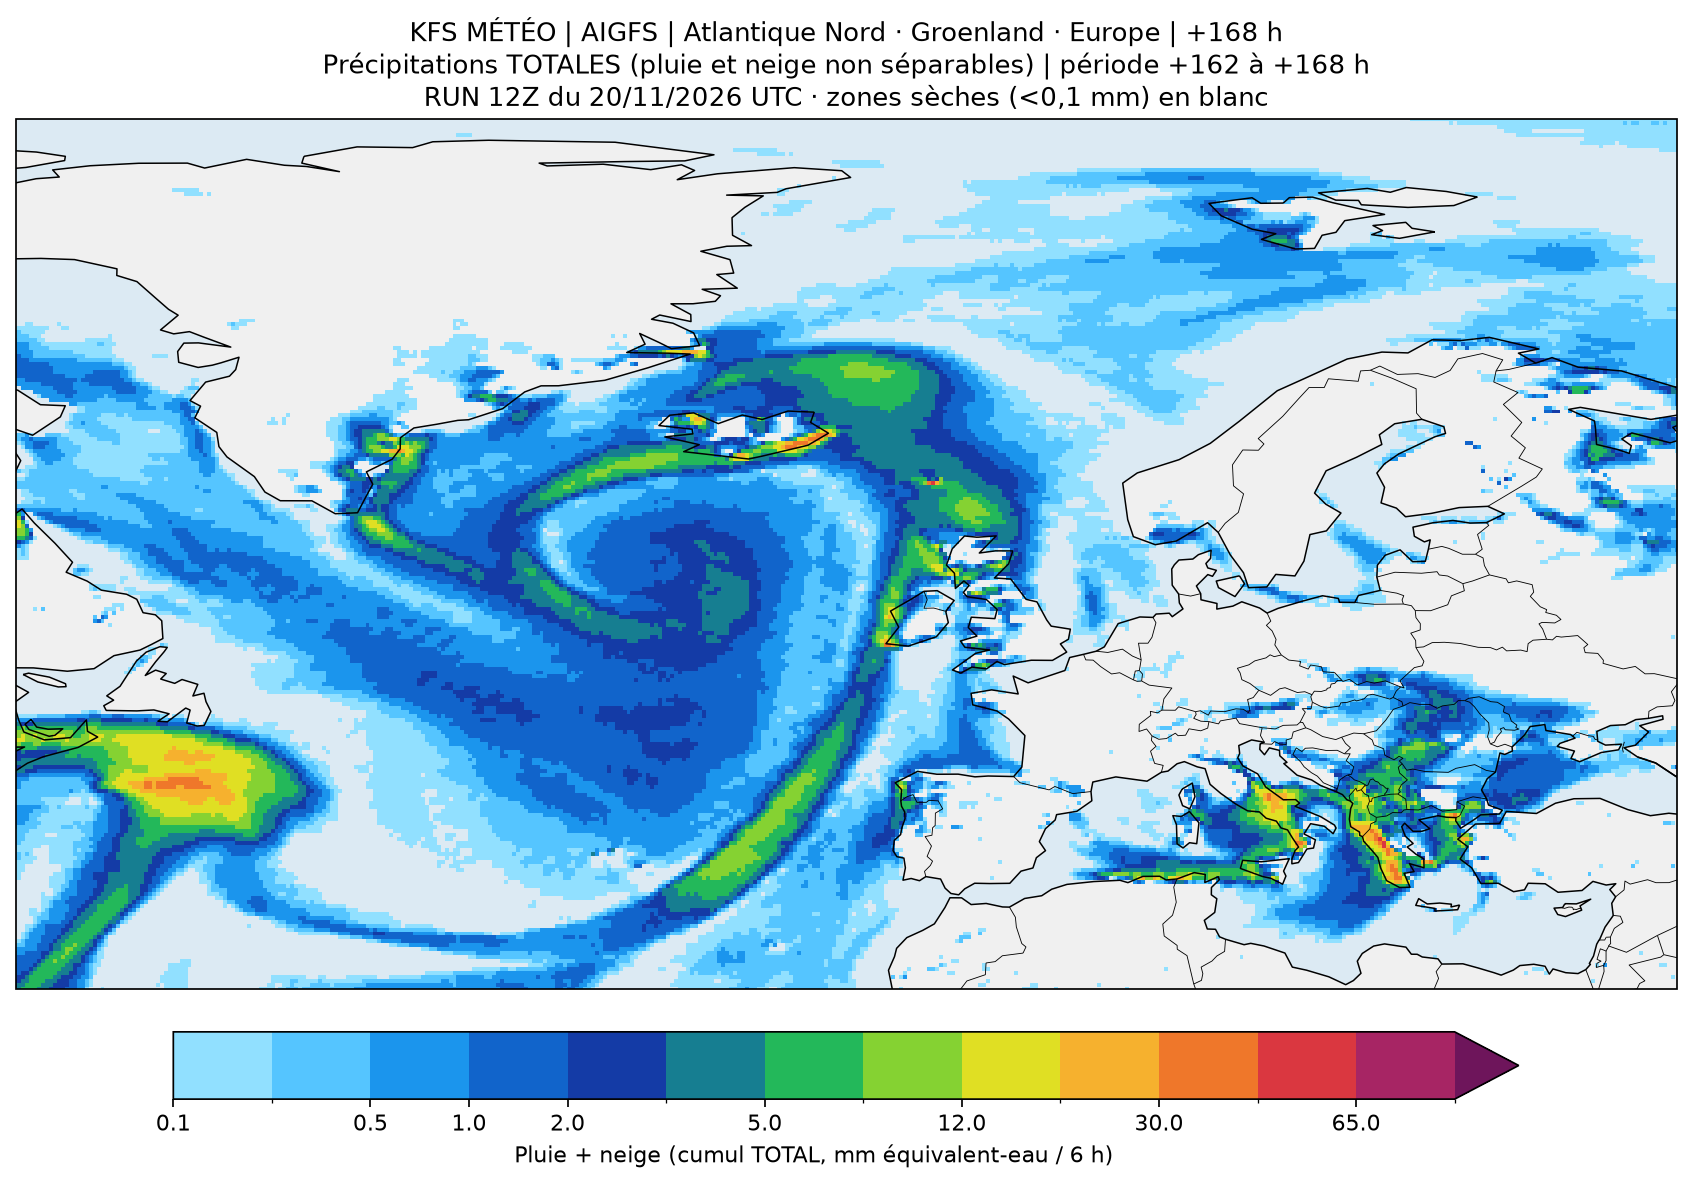 KFS MÉTÉO | AIGFS | Atlantique Nord · Groenland · Europe | +168 h
Précipitations TOTALES (pluie et neige non séparables) | période +162 à +168 h
RUN 12Z du 20/11/2026 UTC · zones sèches (<0,1 mm) en blanc
0.1 0.5 1.0 2.0 5.0 12.0 30.0 65.0
Pluie + neige (cumul TOTAL, mm équivalent-eau / 6 h)